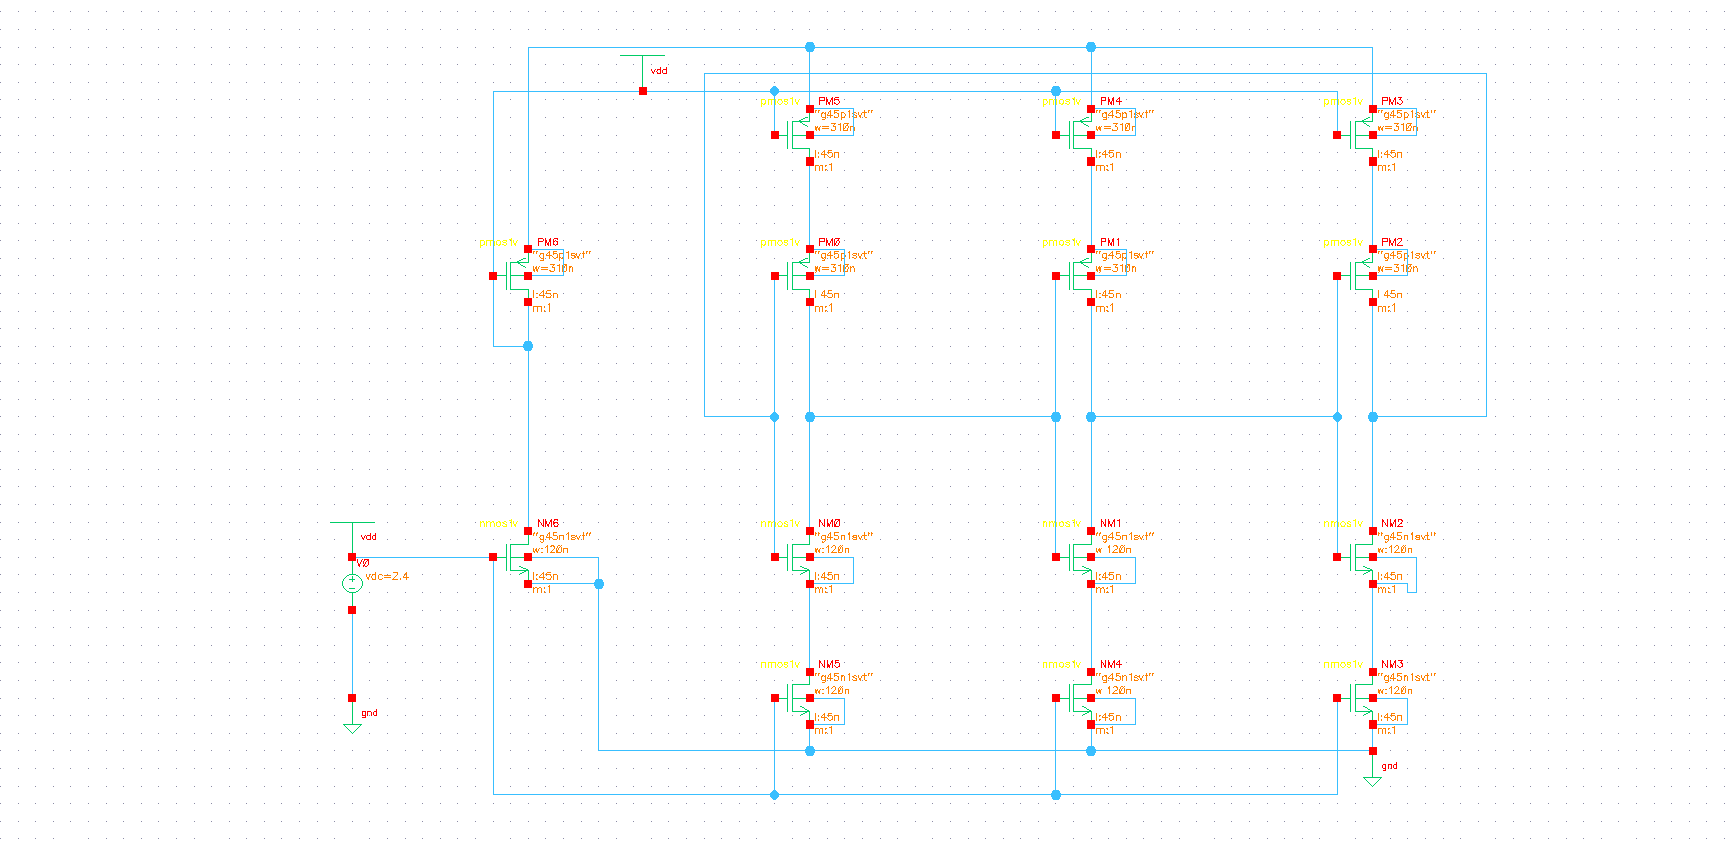 vdd
pmos1v
PM5
"g45p1svt"
w=310n
l:45n
m:1
pmos1v
PM4
"g45p1svt"
w=310n
l:45n
m:1
pmos1v
PM3
"g45p1svt"
w=310n
l:45n
m:1
pmos1v
PM6
"g45p1svt"
w=310n
l:45n
m:1
pmos1v
PM0
"g45p1svt"
w=310n
l:45n
m:1
pmos1v
PM1
"g45p1svt"
w=310n
l:45n
m:1
pmos1v
PM2
"g45p1svt"
w=310n
l:45n
m:1
vdd
V0
vdc=2.4
gnd
nmos1v
NM6
"g45n1svt"
w:120n
l:45n
m:1
nmos1v
NM0
"g45n1svt"
w:120n
l:45n
m:1
nmos1v
NM1
"g45n1svt"
w:120n
l:45n
m:1
nmos1v
NM2
"g45n1svt"
w:120n
l:45n
m:1
nmos1v
NM5
"g45n1svt"
w:120n
l:45n
m:1
nmos1v
NM4
"g45n1svt"
w:120n
l:45n
m:1
nmos1v
NM3
"g45n1svt"
w:120n
l:45n
m:1
gnd